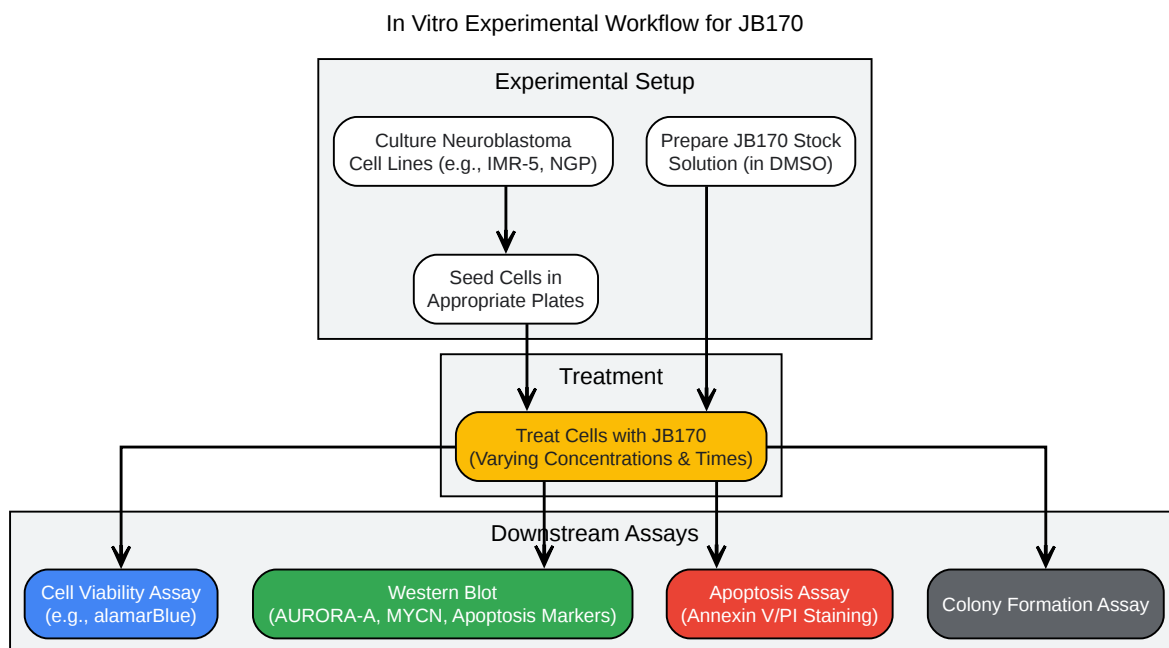 In Vitro Experimental Workflow for JB170
Experimental Setup
Culture Neuroblastoma
Cell Lines (e.g., IMR-5, NGP)
Prepare JB170 Stock
Solution (in DMSO)
Seed Cells in
Appropriate Plates
Treatment
Treat Cells with JB170
(Varying Concentrations & Times)
Downstream Assays
Cell Viability Assay
(e.g., alamarBlue)
Western Blot
(AURORA-A, MYCN, Apoptosis Markers)
Apoptosis Assay
(Annexin V/PI Staining)
Colony Formation Assay